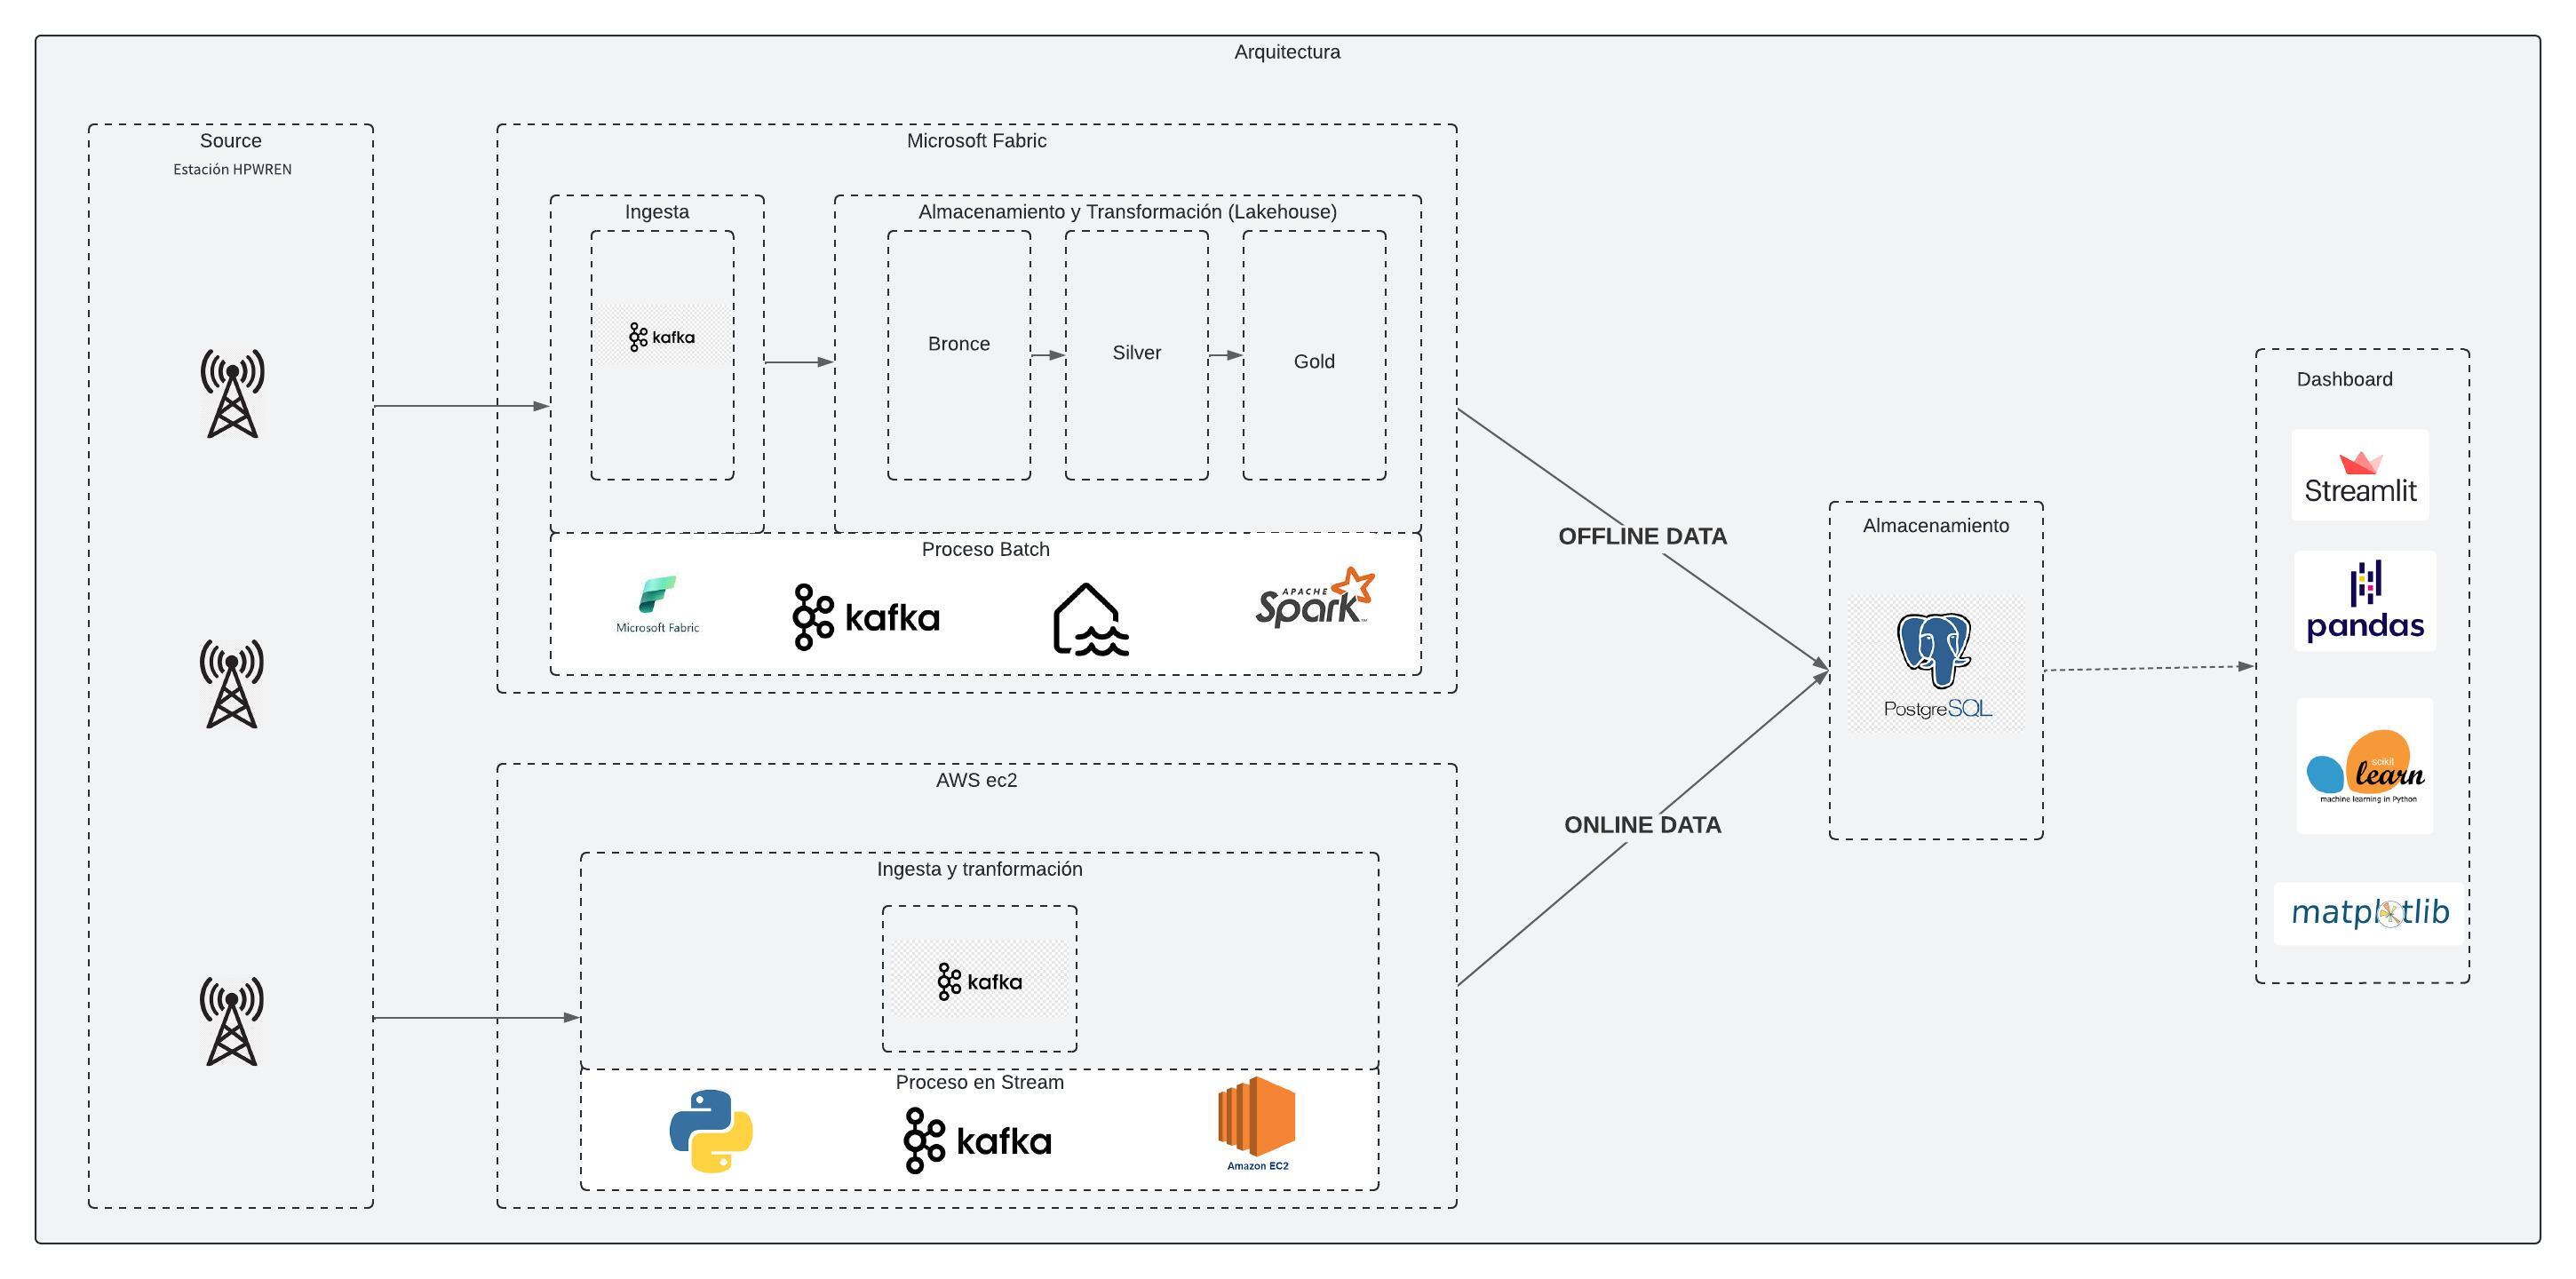 Arquitectura
Source
Estación HPWREN
Microsoft Fabric
Ingesta
kafka
Almacenamiento y Transformación (Lakehouse)
Bronce
Silver
Gold
Proceso Batch
Microsoft Fabric
kafka
APACHE
Spark
AWS ec2
Ingesta y tranformación
kafka
Proceso en Stream
kafka
Amazon EC2
OFFLINE DATA
ONLINE DATA
Almacenamiento
PostgreSQL
Dashboard
Streamlit
pandas
scikit
learn
machine learning in Python
matplotlib